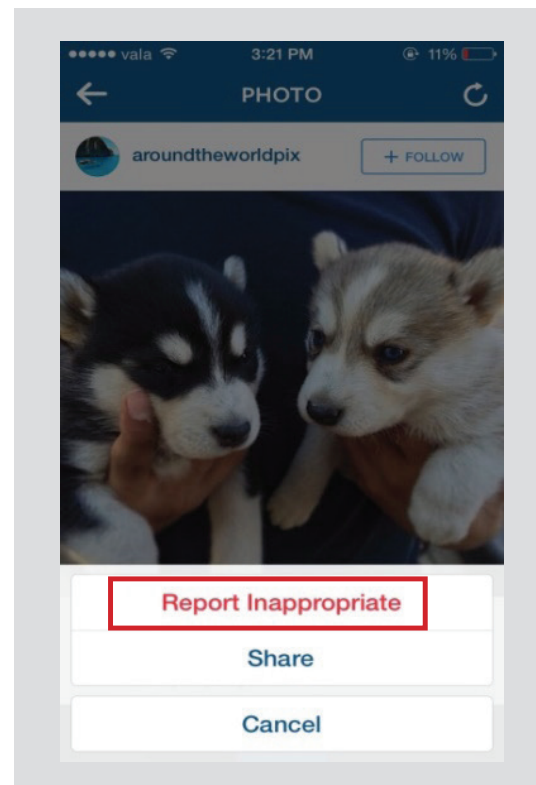 vala 3:21 PM 11%
PHOTO
aroundtheworldpix + FOLLOW
Report Inappropriate
Share
Cancel